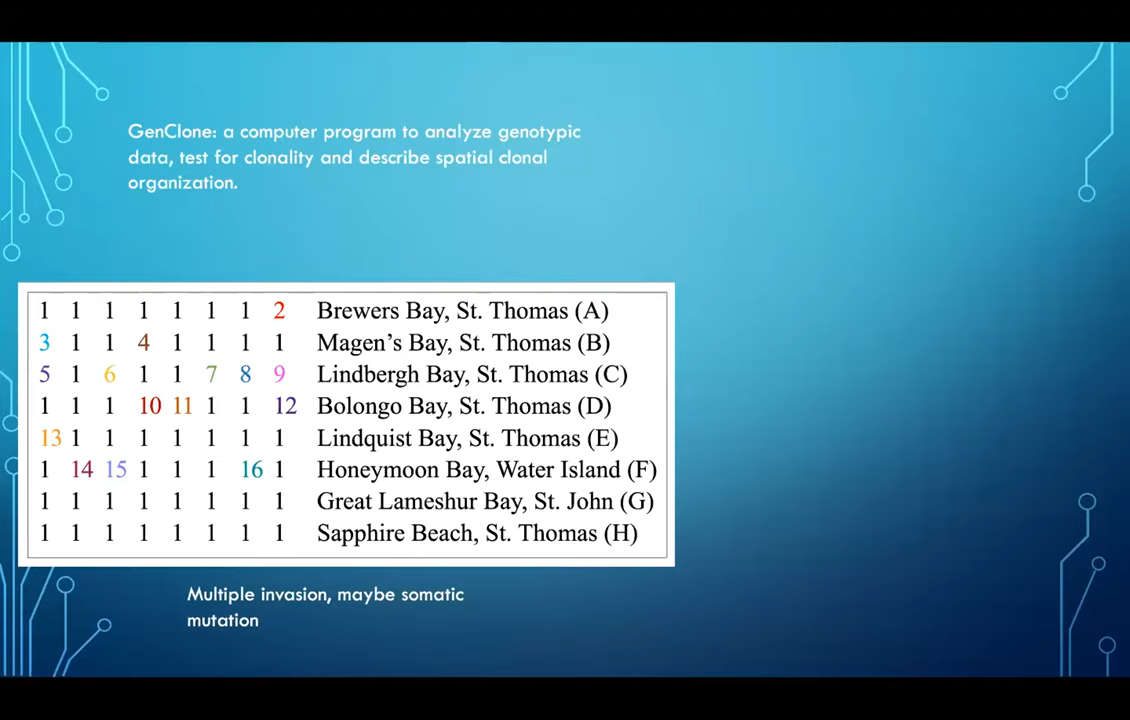 GenClone: a computer program to analyze genotypic
data, test for clonality and describe spatial clonal
organization.
1 1 1 1 1 1 1 2 Brewers Bay, St. Thomas (A)
3 1 1 4 1 1 1 1 Magen’s Bay, St. Thomas (B)
5 1 6 1 1 7 8 9 Lindbergh Bay, St. Thomas (C)
1 1 1 10 11 1 1 12 Bolongo Bay, St. Thomas (D)
13 1 1 1 1 1 1 1 Lindquist Bay, St. Thomas (E)
1 14 15 1 1 1 16 1 Honeymoon Bay, Water Island (F)
1 1 1 1 1 1 1 1 Great Lameshur Bay, St. John (G)
1 1 1 1 1 1 1 1 Sapphire Beach, St. Thomas (H)
Multiple invasion, maybe somatic
mutation